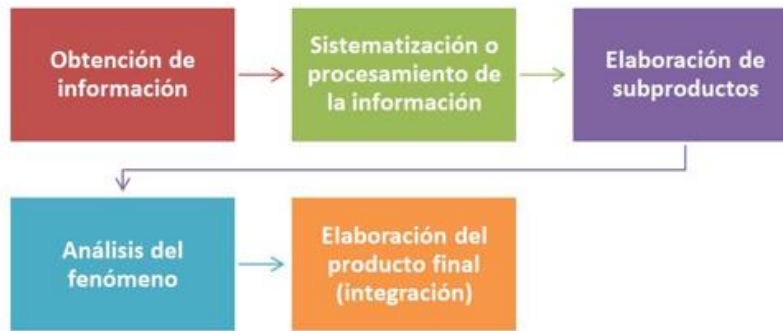 Obtención de
información
Sistematización o
procesamiento de
la información
Elaboración de
subproductos
Análisis del
fenómeno
Elaboración del
producto final
(integración)